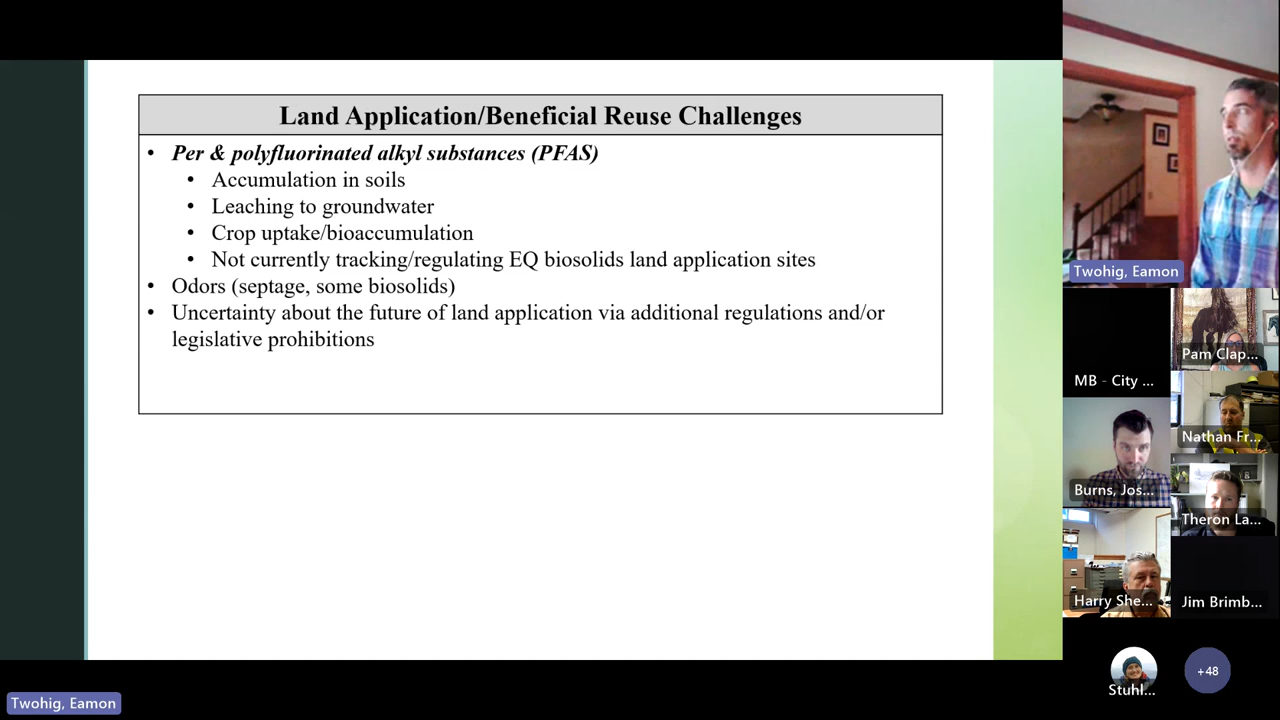 Land Application/Beneficial Reuse Challenges
• Per & polyfluorinated alkyl substances (PFAS)
• Accumulation in soils
• Leaching to groundwater
• Crop uptake/bioaccumulation
• Not currently tracking/regulating EQ biosolids land application sites
• Odors (septage, some biosolids)
• Uncertainty about the future of land application via additional regulations and/or
legislative prohibitions
Twohig, Eamon
MB - City ...
Pam Clap...
Nathan Fr...
Burns, Jos...
Theron La...
Harry She...
Jim Brimb...
Stuhl...
+48
Twohig, Eamon